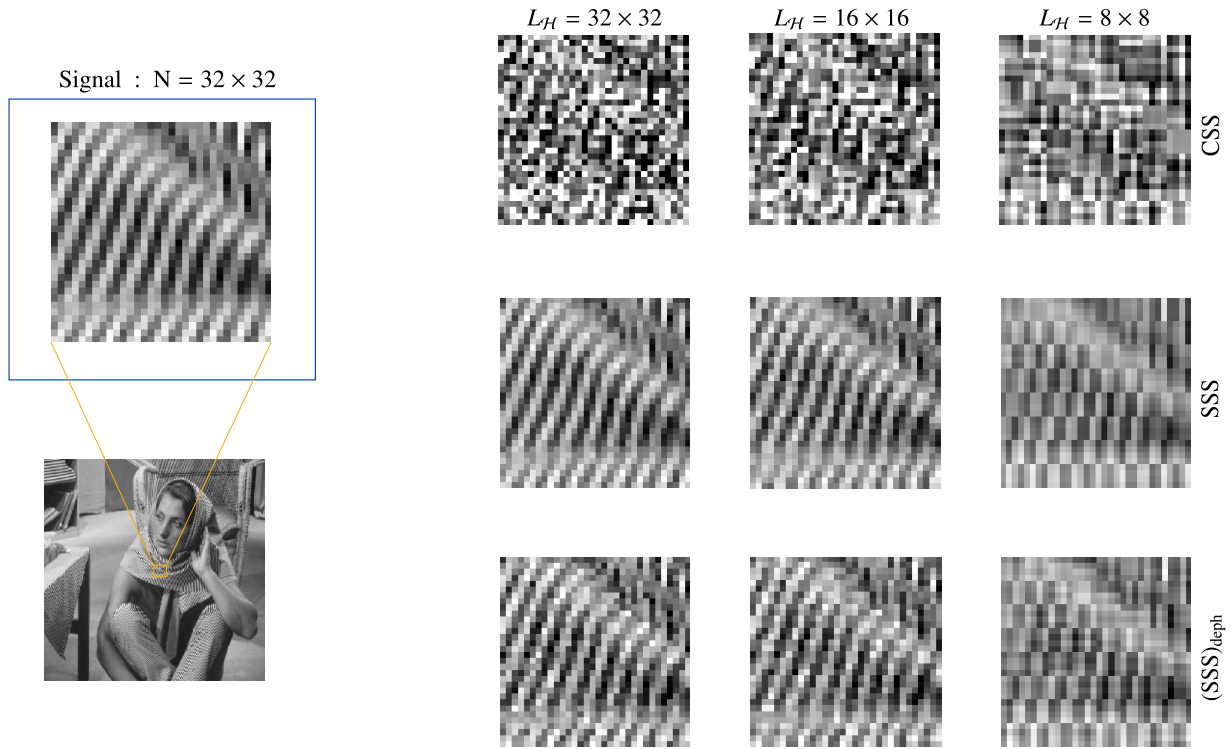 Signal : N = 32 × 32
L_ℋ = 32 × 32
L_ℋ = 16 × 16
L_ℋ = 8 × 8
CSS
SSS
(SSS)_deph